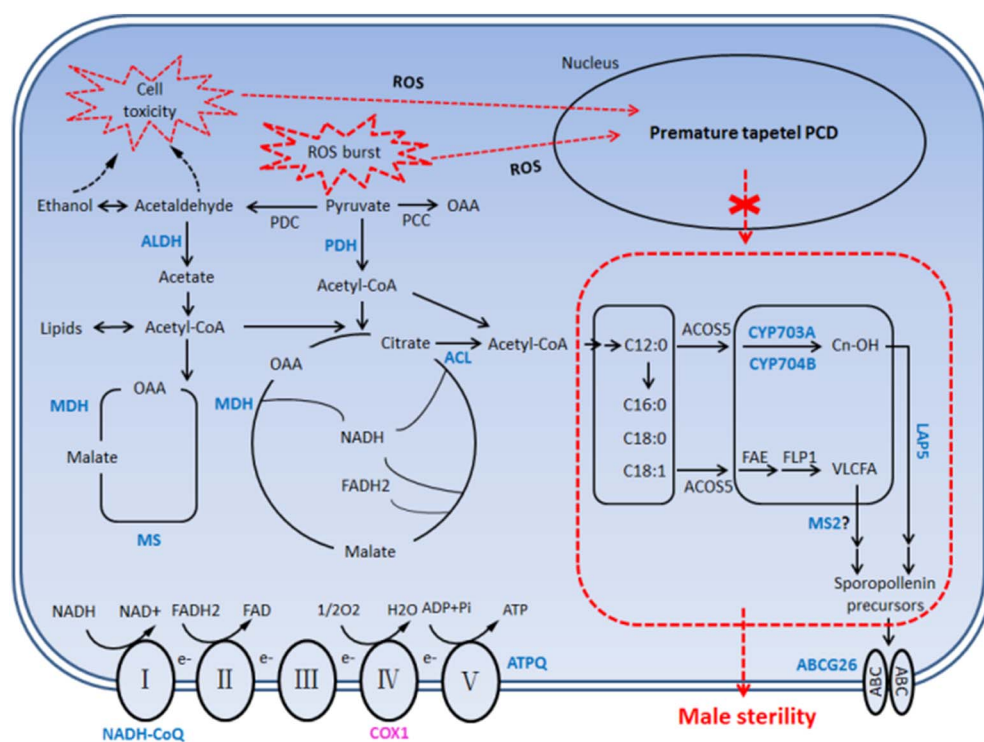 Nucleus
Cell
toxicity
ROS
Premature tapetel PCD
ROS burst
ROS
Ethanol
Acetaldehyde
PDC
Pyruvate
PCC
OAA
ALDH
PDH
Acetate
Acetyl-CoA
Lipids
Acetyl-CoA
Citrate
ACL
Acetyl-CoA
OAA
OAA
MDH
MDH
NADH
Malate
FADH2
MS
Malate
C12:0
C16:0
C18:0
C18:1
ACOS5
ACOS5
CYP703A
CYP704B
Cn-OH
LAP5
FAE
FLP1
VLCFA
MS2?
Sporopollenin
precursors
NADH
NAD+
FADH2
FAD
1/2O2
H2O
ADP+Pi
ATP
I
e-
II
e-
III
e-
IV
e-
V
ATPQ
NADH-CoQ
COX1
ABCG26
ABC
ABC
Male sterility